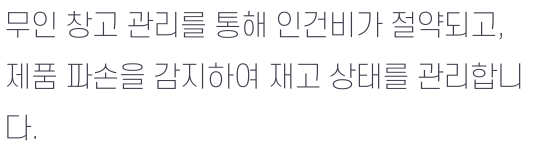 무인 창고 관리를 통해 인건비가 절약되고,
제품 파손을 감지하여 재고 상태를 관리합니
다.